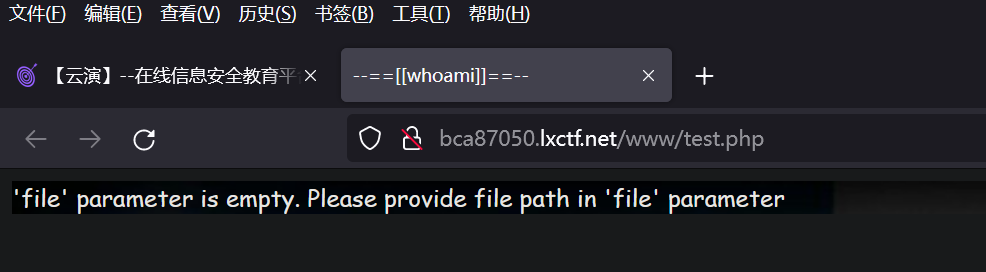 文件(F) 编辑(E) 查看(V) 历史(S) 书签(B) 工具(T) 帮助(H)
【云演】--在线信息安全教育平 --==[[whoami]]==--
bca87050.lxctf.net/www/test.php
'file' parameter is empty. Please provide file path in 'file' parameter